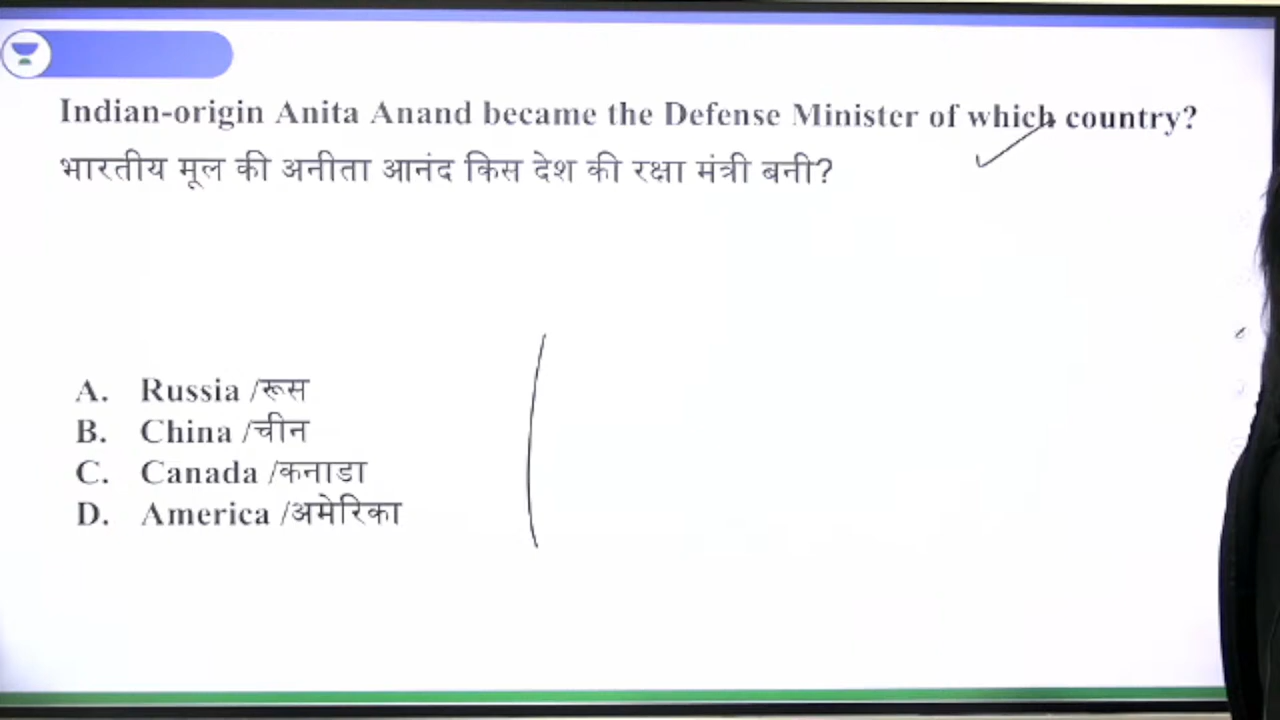 Indian-origin Anita Anand became the Defense Minister of which country?
भारतीय मूल की अनीता आनंद किस देश की रक्षा मंत्री बनी?
A. Russia /रूस
B. China /चीन
C. Canada /कनाडा
D. America /अमेरिका